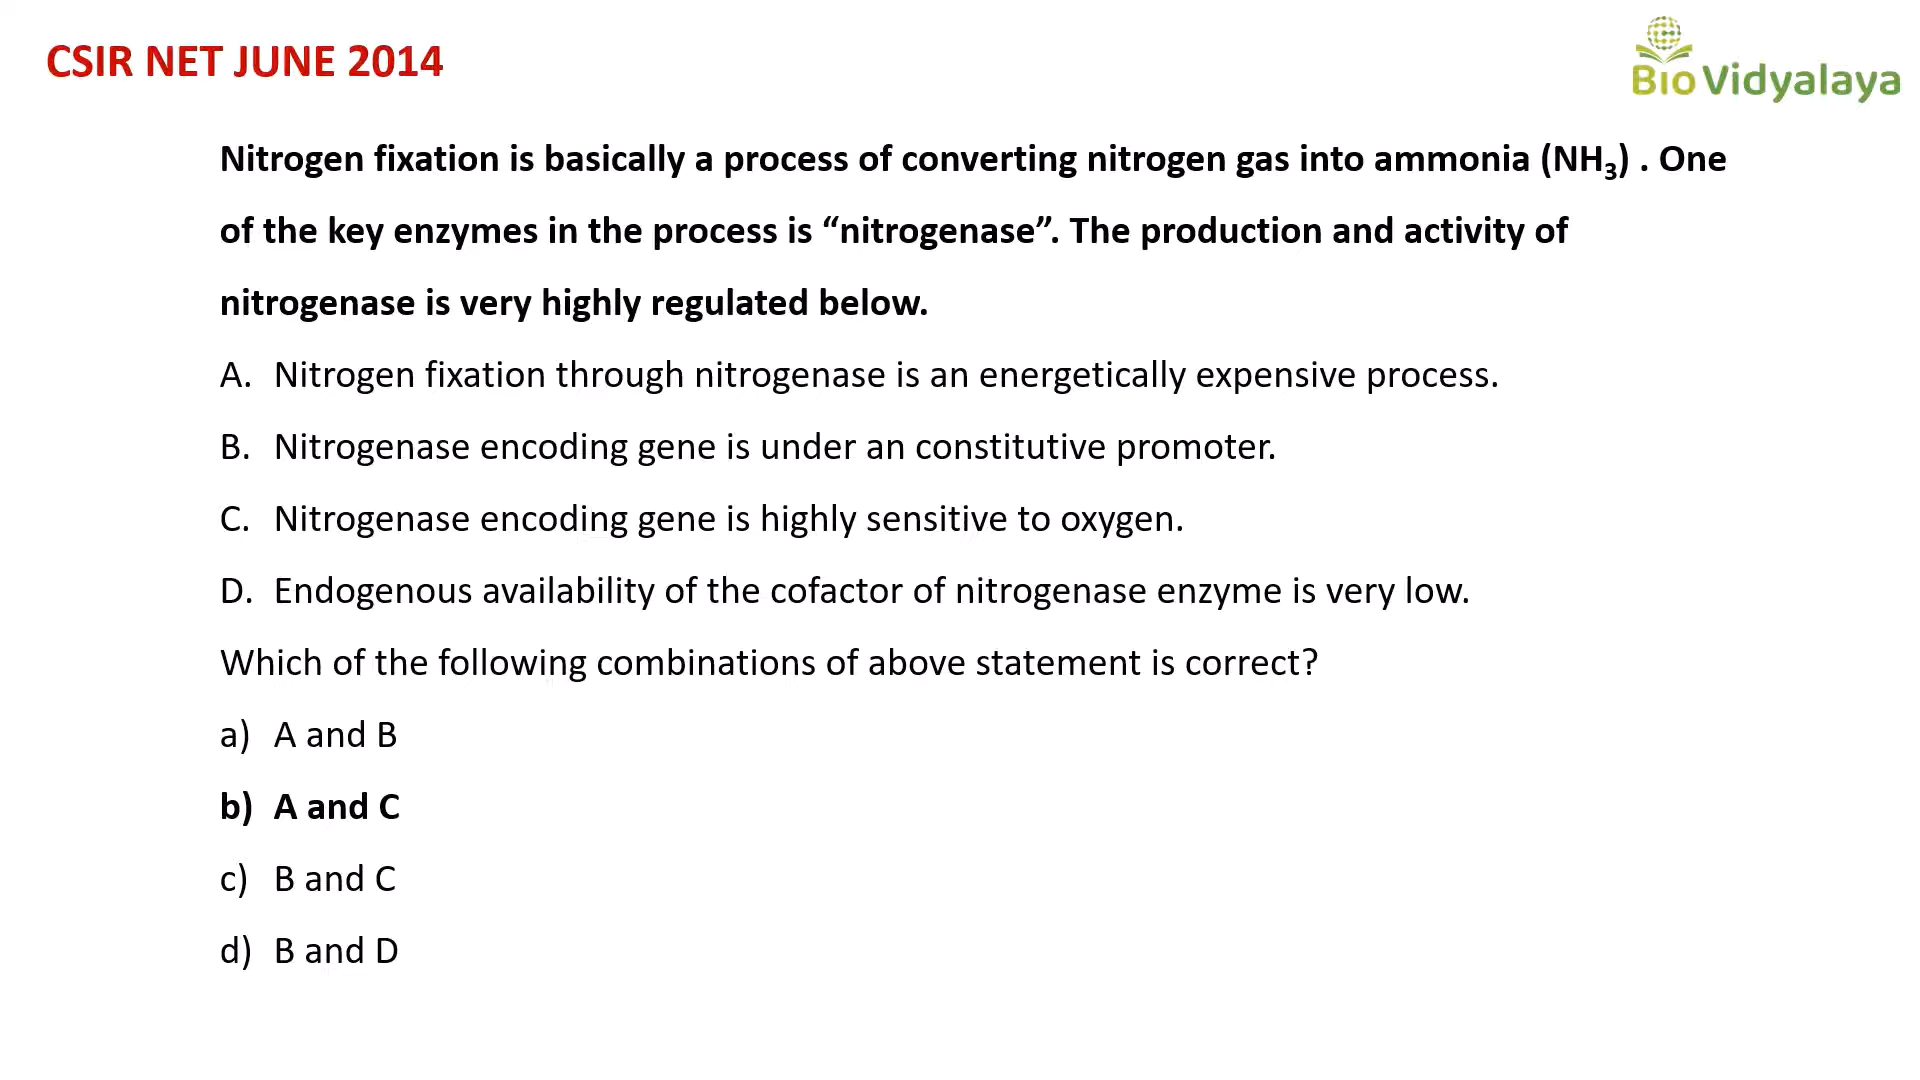 CSIR NET JUNE 2014
Bio Vidyalaya
Nitrogen fixation is basically a process of converting nitrogen gas into ammonia (NH₃) . One
of the key enzymes in the process is “nitrogenase”. The production and activity of
nitrogenase is very highly regulated below.
A. Nitrogen fixation through nitrogenase is an energetically expensive process.
B. Nitrogenase encoding gene is under an constitutive promoter.
C. Nitrogenase encoding gene is highly sensitive to oxygen.
D. Endogenous availability of the cofactor of nitrogenase enzyme is very low.
Which of the following combinations of above statement is correct?
a) A and B
b) A and C
c) B and C
d) B and D